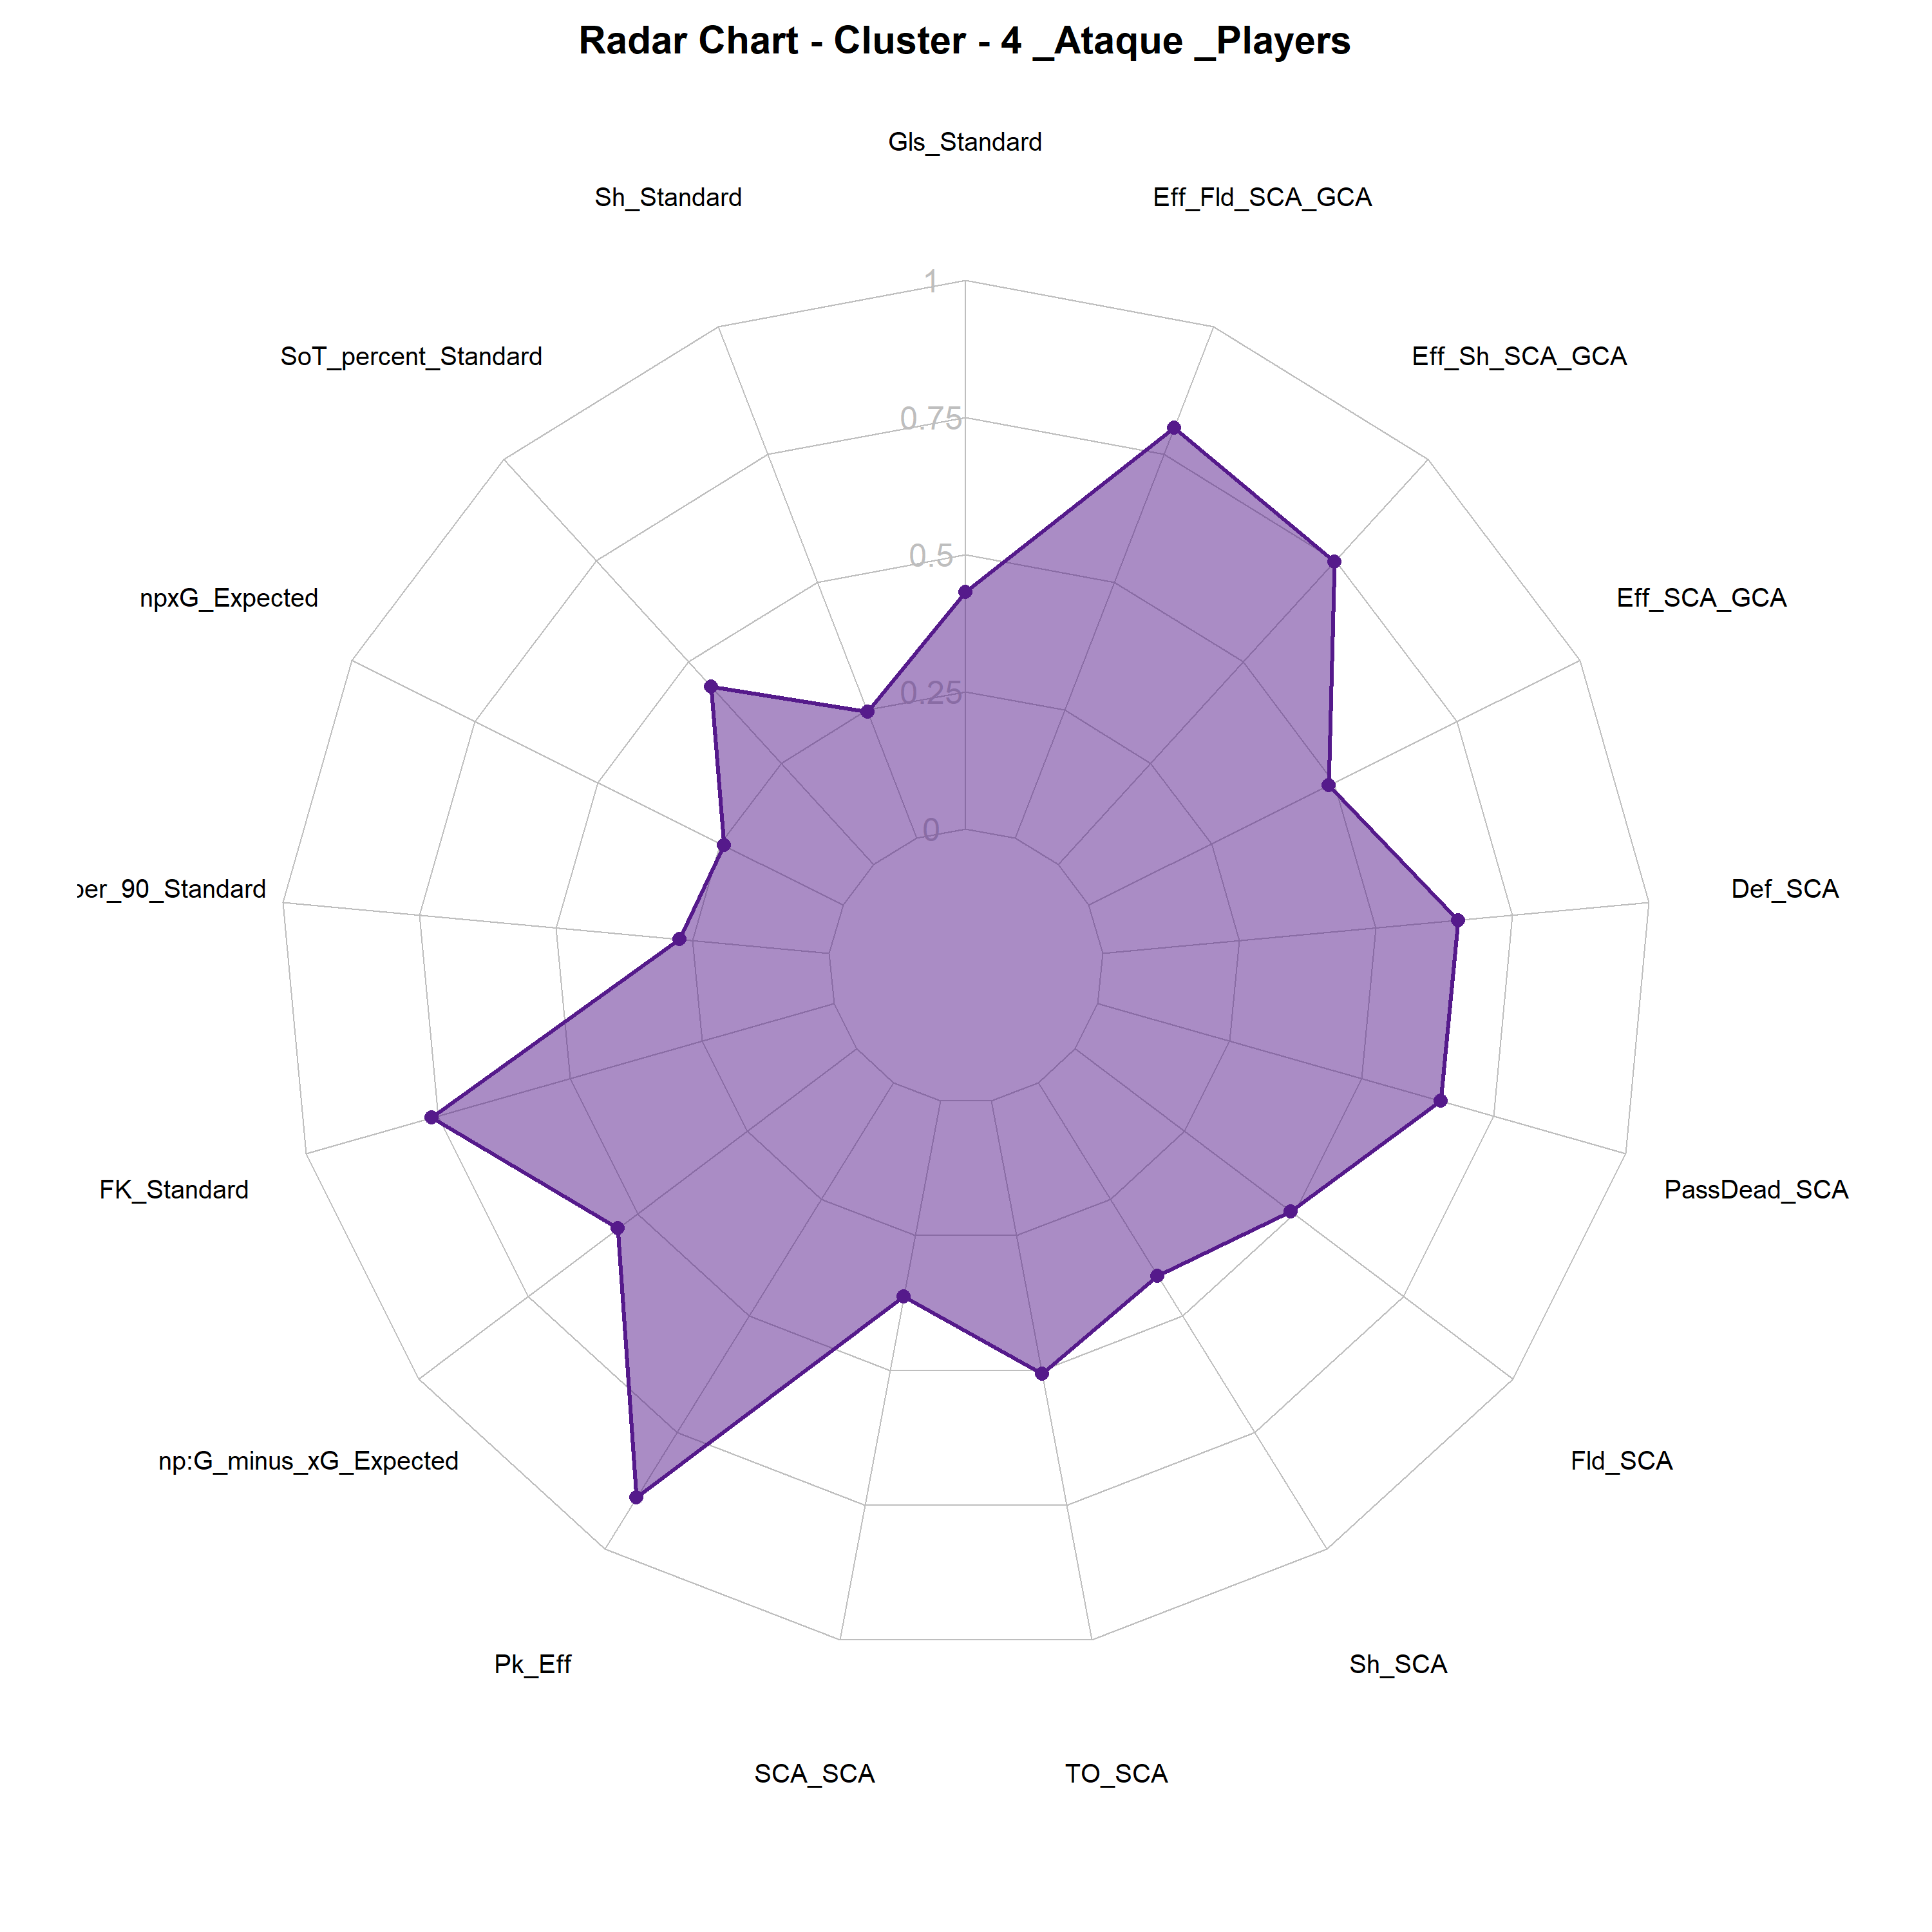 Radar Chart - Cluster - 4 _Ataque _Players
Gls_Standard
Sh_Standard
Eff_Fld_SCA_GCA
1
SoT_percent_Standard
Eff_Sh_SCA_GCA
0.75
0.5
npxG_Expected
Eff_SCA_GCA
0.25
0
_90_Standard
Def_SCA
FK_Standard
PassDead_SCA
np:G_minus_xG_Expected
Fld_SCA
Pk_Eff
Sh_SCA
SCA_SCA
TO_SCA